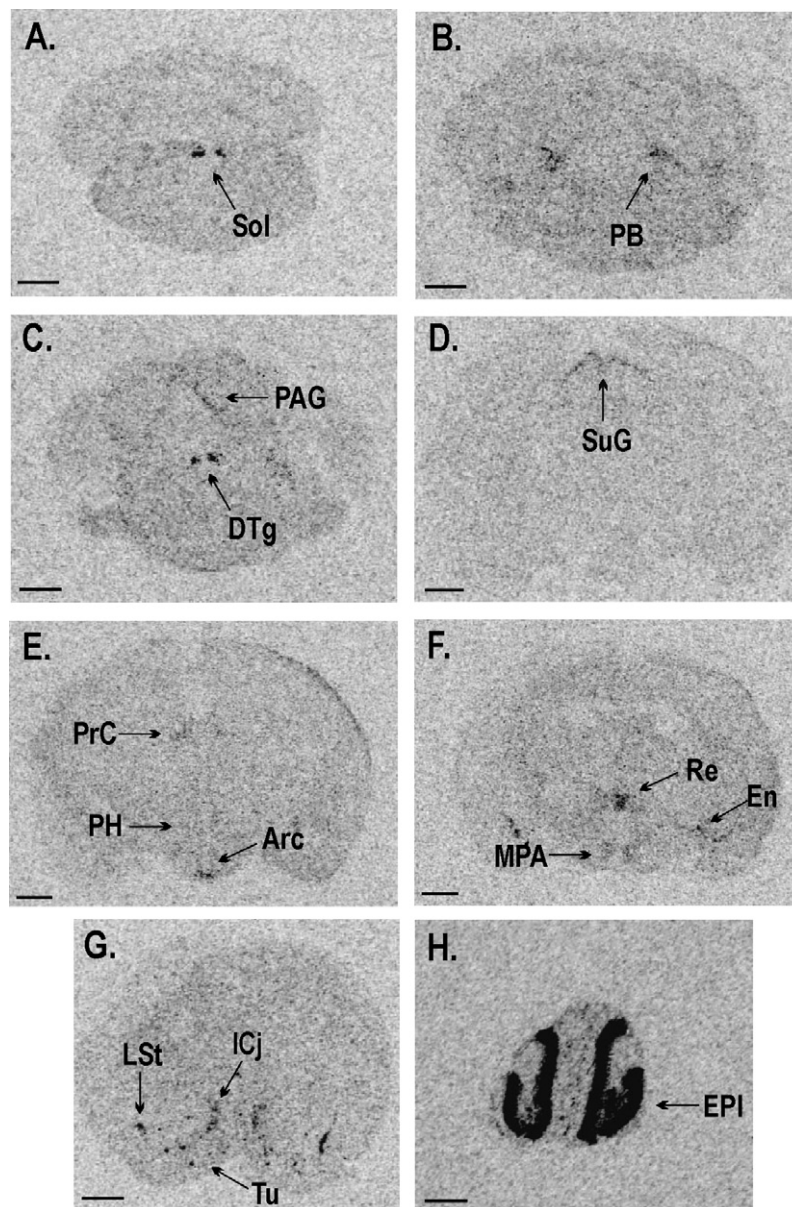 A.
Sol
B.
PB
C.
PAG
DTg
D.
SuG
E.
PrC
PH
Arc
F.
Re
En
MPA
G.
LSt
ICj
Tu
H.
EPI